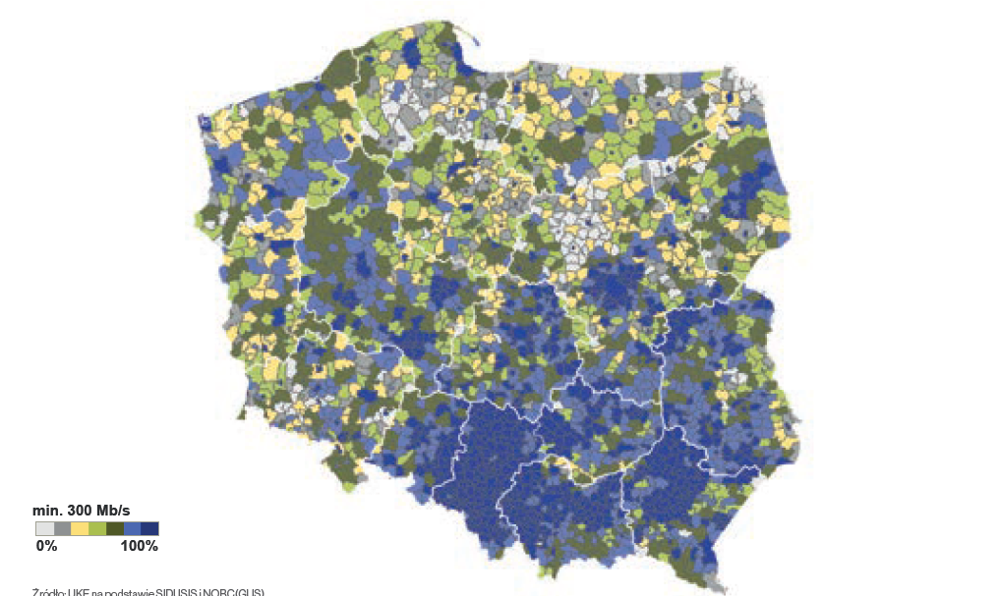 min. 300 Mb/s
0% 100%
Źródło: UKE na podstawie SIDUSIS i NOBC(GUS)